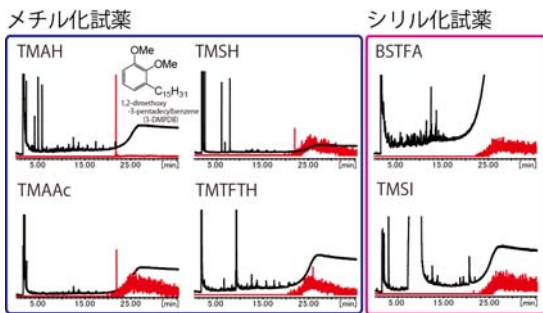 メチル化試薬
シリル化試薬
TMAH
OMe
OMe
C15H31
1,2-dimethoxy
-3-pentadecylbenzene
(3-DMPDB)
5.00 15.00 25.00 [min.]
TMSH
5.00 15.00 25.00 [min.]
BSTFA
5.00 15.00 25.00 [min.]
TMAAc
5.00 15.00 25.00 [min.]
TMTFTH
5.00 15.00 25.00 [min.]
TMSI
5.00 15.00 25.00 [min.]